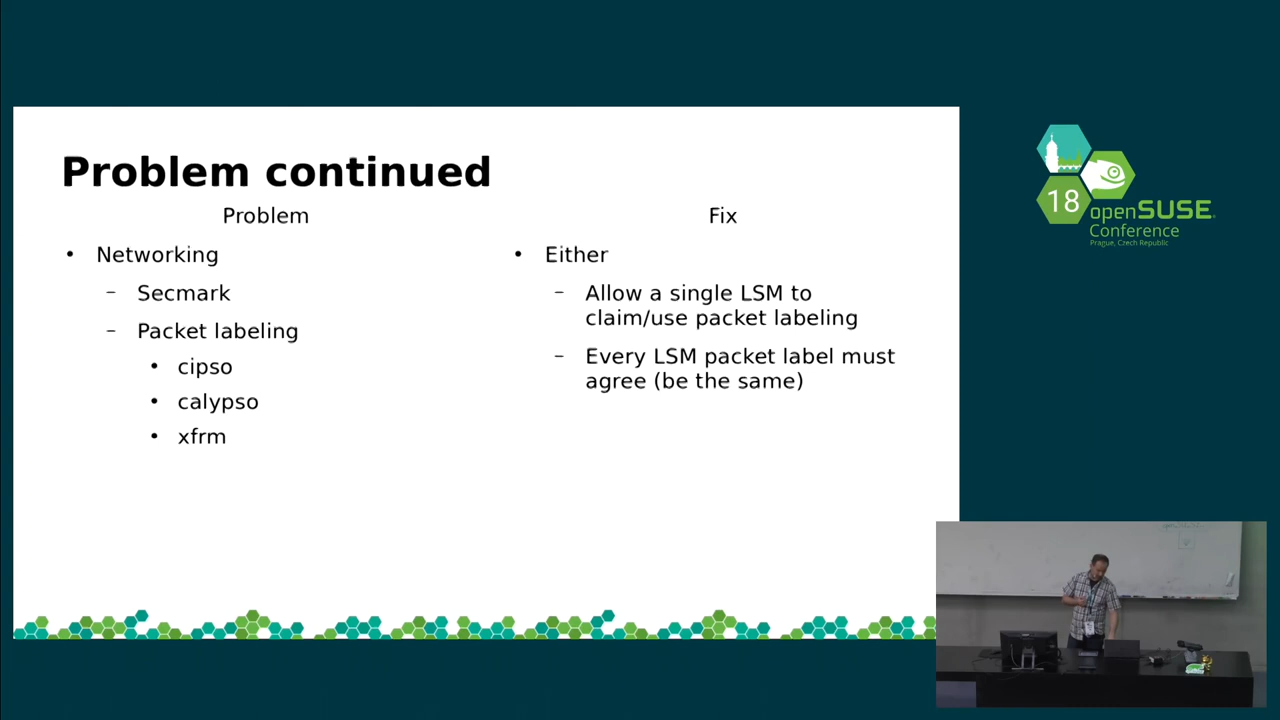 Problem continued
Problem
• Networking
– Secmark
– Packet labeling
• cipso
• calypso
• xfrm
Fix
• Either
– Allow a single LSM to
claim/use packet labeling
– Every LSM packet label must
agree (be the same)
18
openSUSE
Conference
Prague, Czech Republic